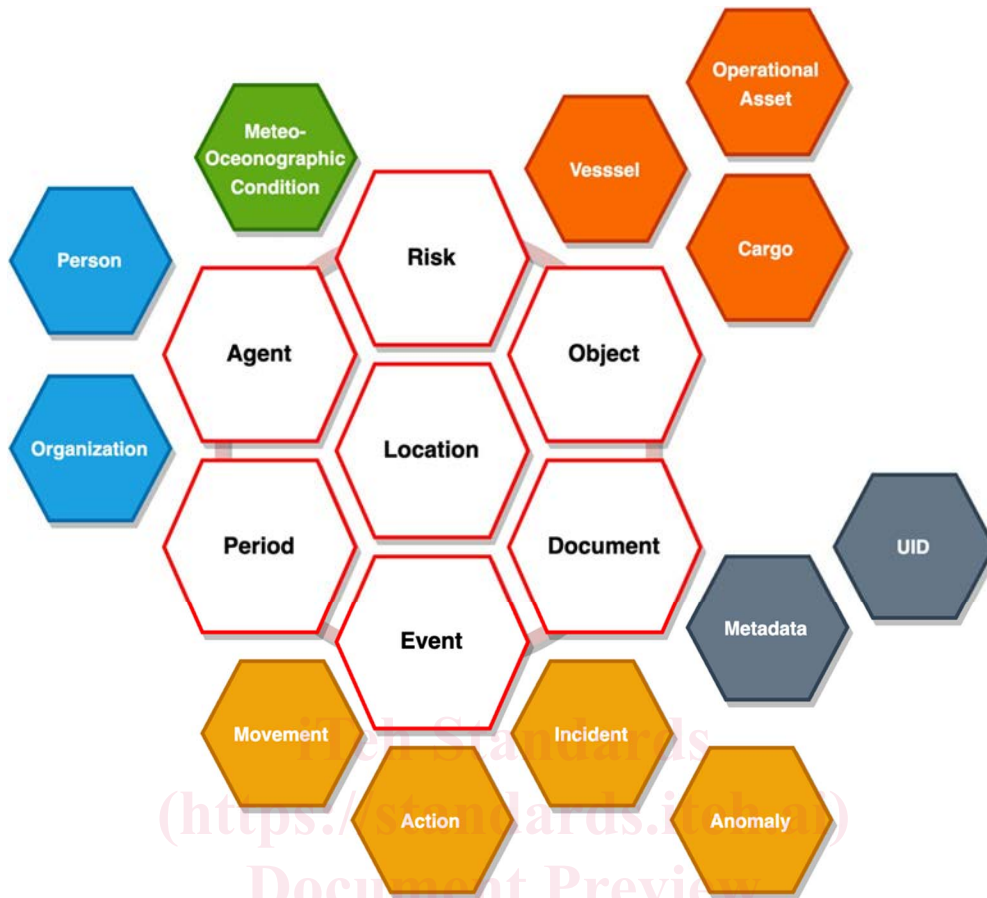 Operational
Asset
Meteo-
Oceonographic
Condition
Vesssel
Risk
Cargo
Person
Agent
Object
Organization
Location
Period
Document
UID
Event
Metadata
Movement
Incident
iTeh Standards
Action
Anomaly
(https://standards.iteh.ai)
Document Preview